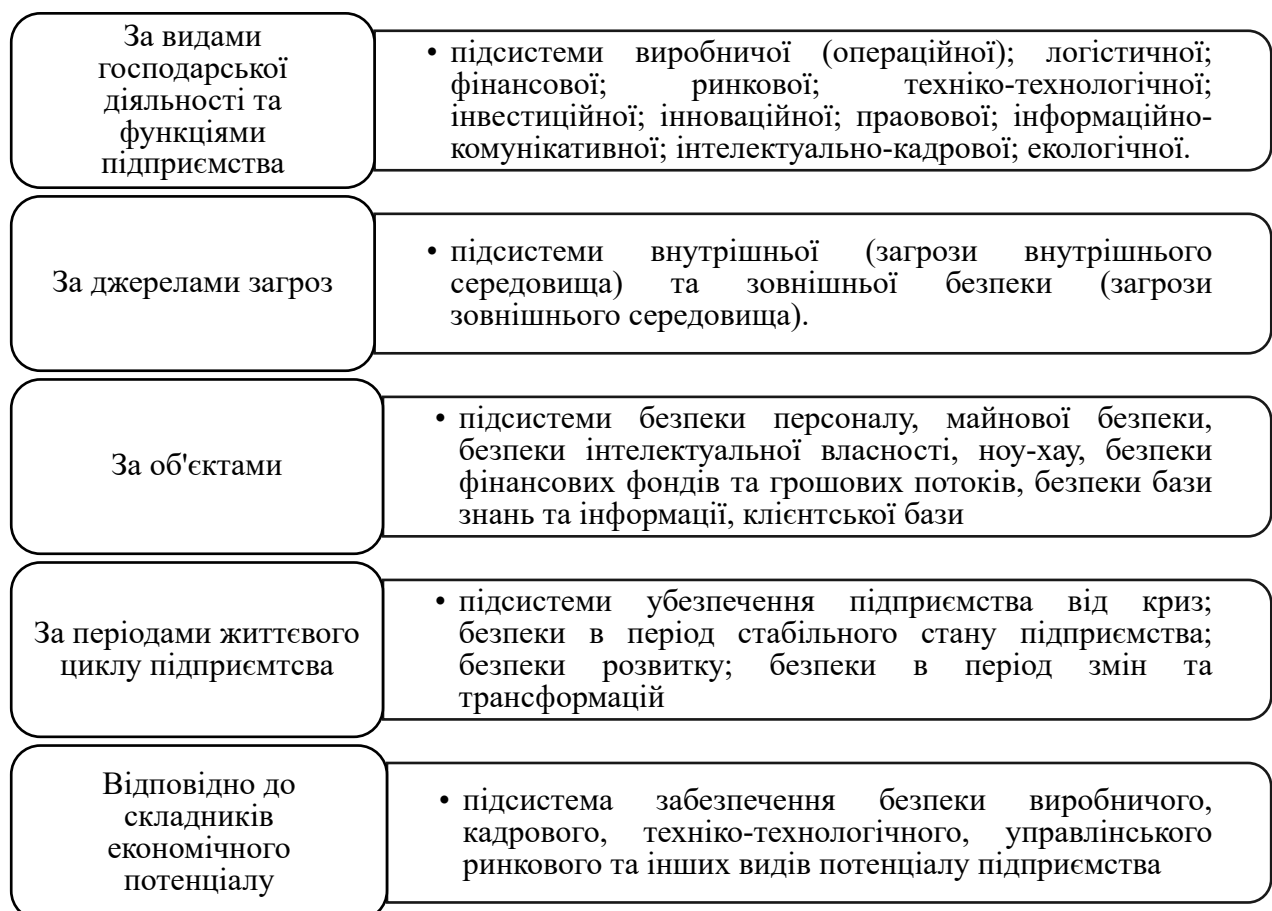 За видами
господарської
діяльності та
функціями
підприємства
• підсистеми виробничої (операційної); логістичної;
фінансової; ринкової; техніко-технологічної;
інвестиційної; інноваційної; праовової; інформаційно-
комунікативної; інтелектуально-кадрової; екологічної.
За джерелами загроз
• підсистеми внутрішньої (загрози внутрішнього
середовища) та зовнішньої безпеки (загрози
зовнішнього середовища).
За об'єктами
• підсистеми безпеки персоналу, майнової безпеки,
безпеки інтелектуальної власності, ноу-хау, безпеки
фінансових фондів та грошових потоків, безпеки бази
знань та інформації, клієнтської бази
За періодами життєвого
циклу підприємтсва
• підсистеми убезпечення підприємства від криз;
безпеки в період стабільного стану підприємства;
безпеки розвитку; безпеки в період змін та
трансформацій
Відповідно до
складників
економічного
потенціалу
• підсистема забезпечення безпеки виробничого,
кадрового, техніко-технологічного, управлінського
ринкового та інших видів потенціалу підприємства